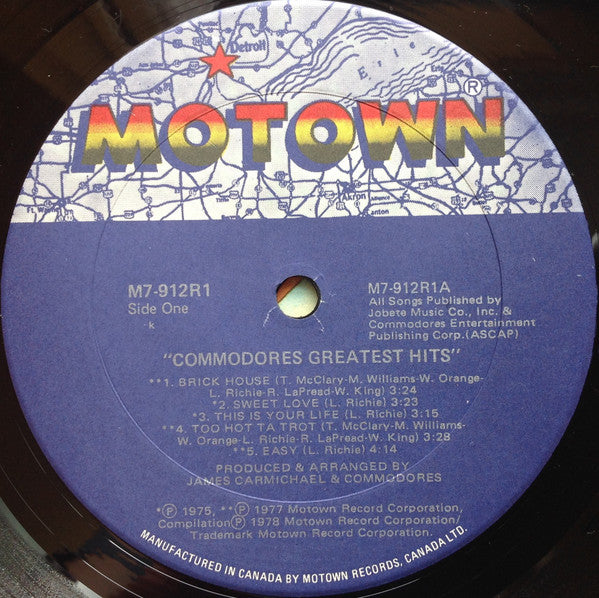 Detroit
Erie
MOTOWN®
Akron
Canton
Ft. Wayne
M7-912R1
Side One
k
M7-912R1A
All Songs Published by
Jobete Music Co., Inc. &
Commodores Entertainment
Publishing Corp.(ASCAP)
"COMMODORES GREATEST HITS"
**1. BRICK HOUSE (T. McClary-M. Williams-W. Orange-
L. Richie-R. LaPread-W. King) 3:24
*2. SWEET LOVE (L. Richie) 3:23
*3. THIS IS YOUR LIFE (L. Richie) 3:15
**4. TOO HOT TA TROT (T. McClary-M. Williams-
W. Orange-L. Richie-R. LaPread-W. King) 3:28
**5. EASY (L. Richie) 4:14
PRODUCED & ARRANGED BY
JAMES CARMICHAEL & COMMODORES
*℗ 1975, **℗ 1977 Motown Record Corporation,
Compilation℗ 1978 Motown Record Corporation/
Trademark Motown Record Corporation.
MANUFACTURED IN CANADA BY MOTOWN RECORDS, CANADA LTD.